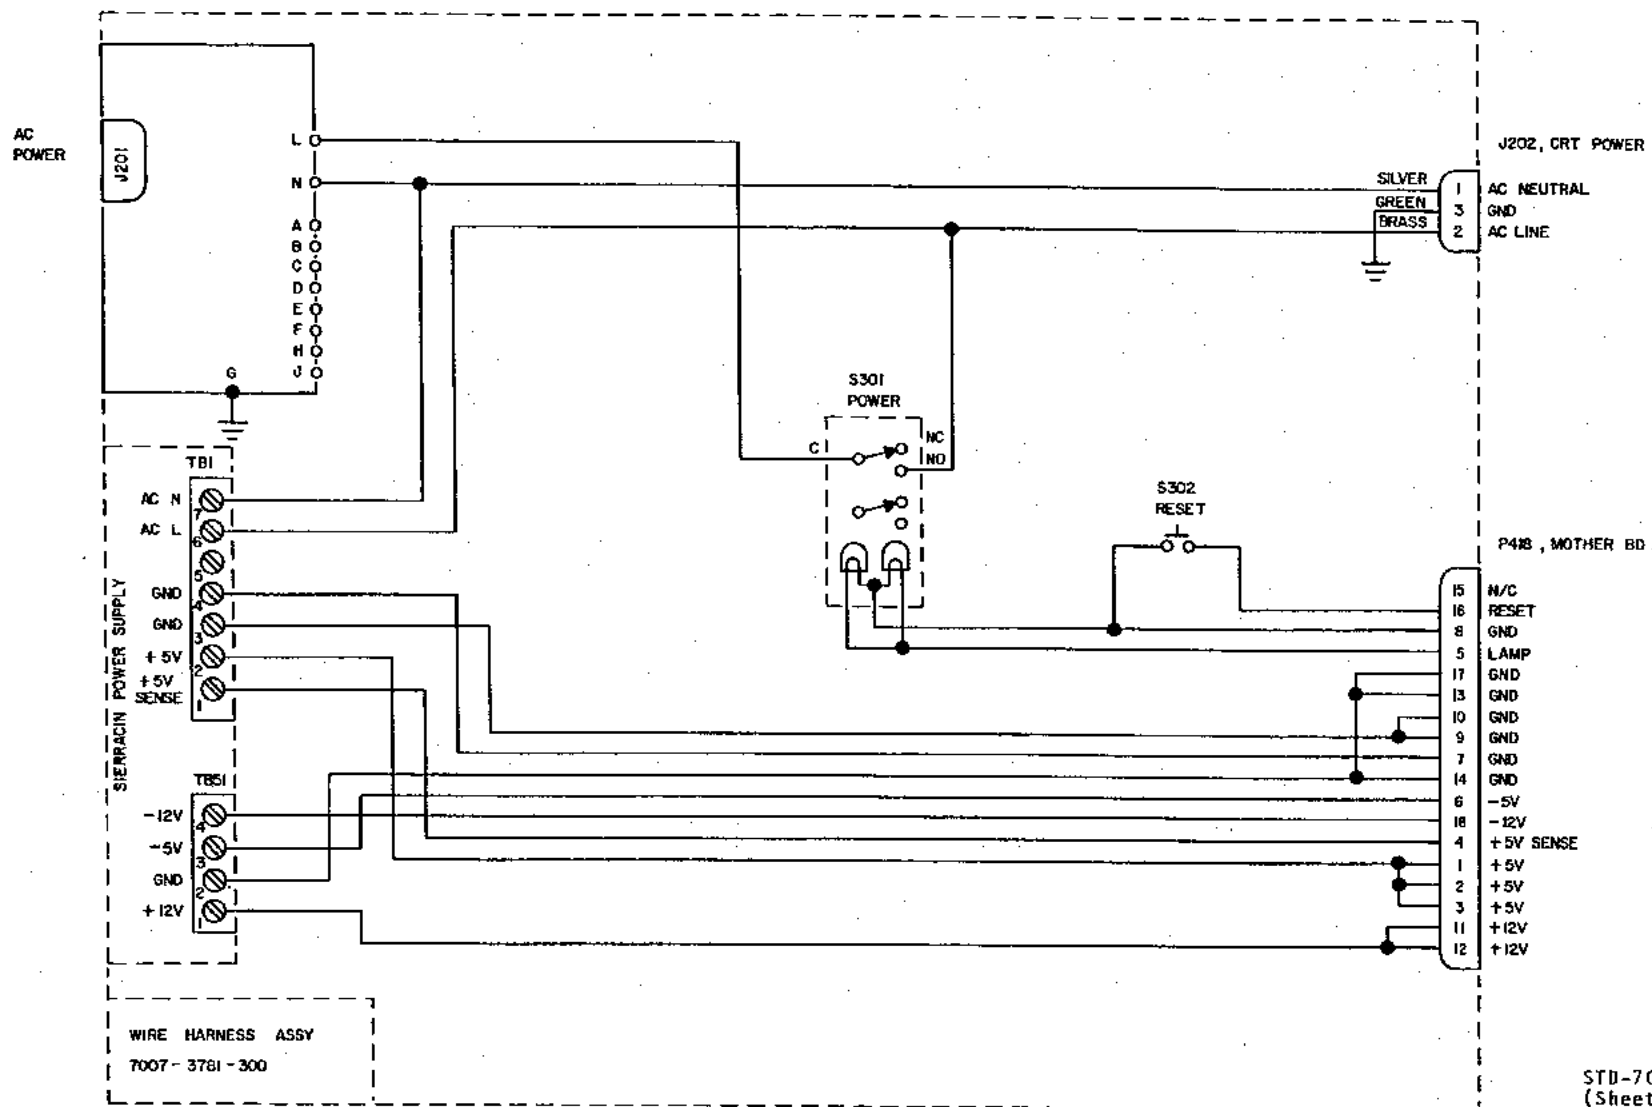 AC
POWER
J201
L
N
A
B
C
D
E
F
H
J
G
J202, CRT POWER
SILVER 1 AC NEUTRAL
GREEN 3 GND
BRASS 2 AC LINE
S301
POWER
C
NC
NO
S302
RESET
SIERRACIN POWER SUPPLY
TB1
AC N 7
AC L 6
5
GND 4
GND 3
+5V 2
+5V
SENSE 1
TB51
-12V 4
-5V 3
GND 2
+12V 1
P418, MOTHER BD
15 N/C
16 RESET
8 GND
5 LAMP
17 GND
13 GND
10 GND
9 GND
7 GND
14 GND
6 -5V
18 -12V
4 +5V SENSE
1 +5V
2 +5V
3 +5V
11 +12V
12 +12V
WIRE HARNESS ASSY
7007-3781-300
(Sheet